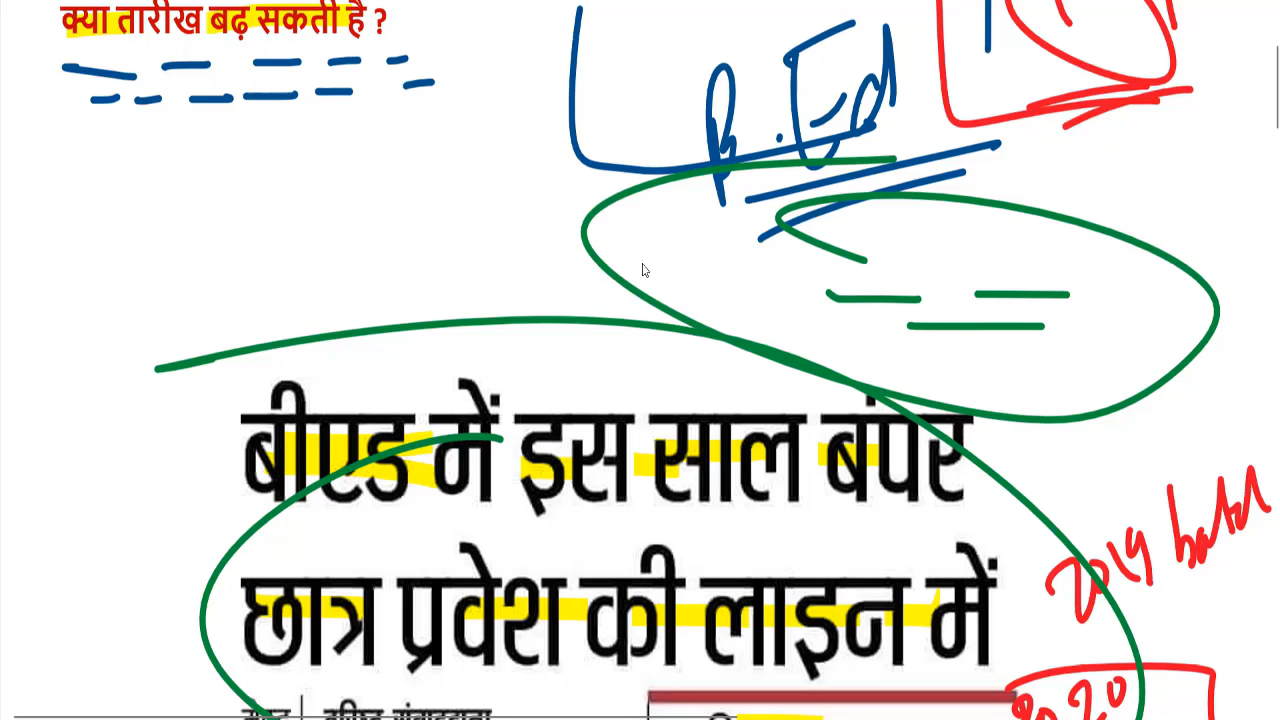 क्या तारीख बढ़ सकती है ?
B.Ed
बीएड में इस साल बंपर
छात्र प्रवेश की लाइन में
2019 batch
2020